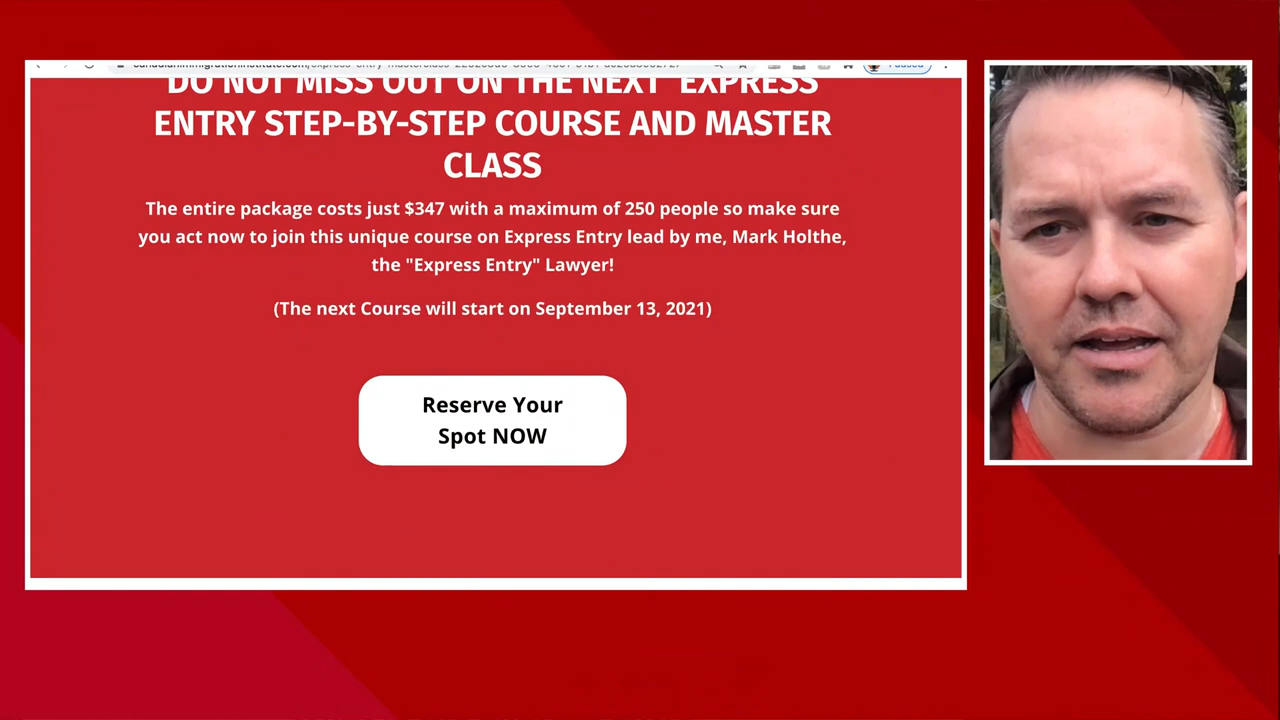 DO NOT MISS OUT ON THE NEXT EXPRESS
ENTRY STEP-BY-STEP COURSE AND MASTER
CLASS
The entire package costs just $347 with a maximum of 250 people so make sure
you act now to join this unique course on Express Entry lead by me, Mark Holthe,
the "Express Entry" Lawyer!
(The next Course will start on September 13, 2021)
Reserve Your
Spot NOW